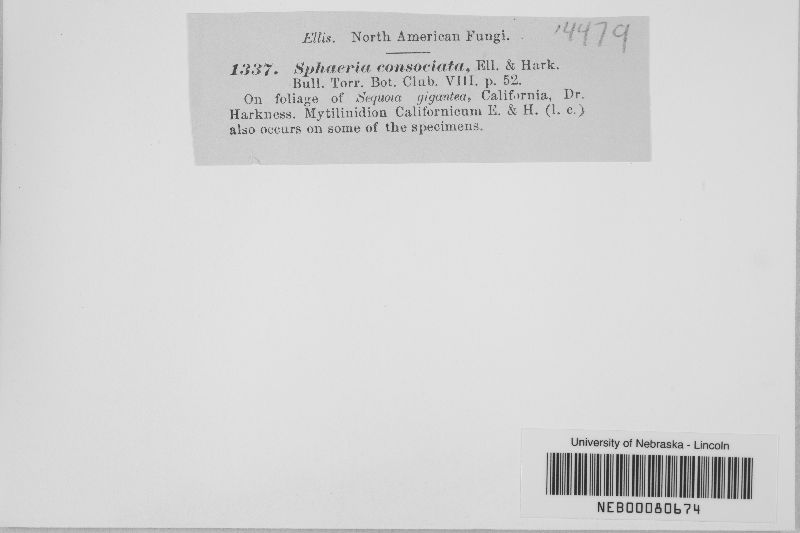 Ellis. North American Fungi.
'4479
1337. Sphaeria consociata, Ell. & Hark.
Bull. Torr. Bot. Club. VIII. p. 52.
On foliage of Sequoia gigantea, California, Dr.
Harkness. Mytilinidion Californicum E. & H. (l. c.)
also occurs on some of the specimens.
University of Nebraska - Lincoln
NEB00080674